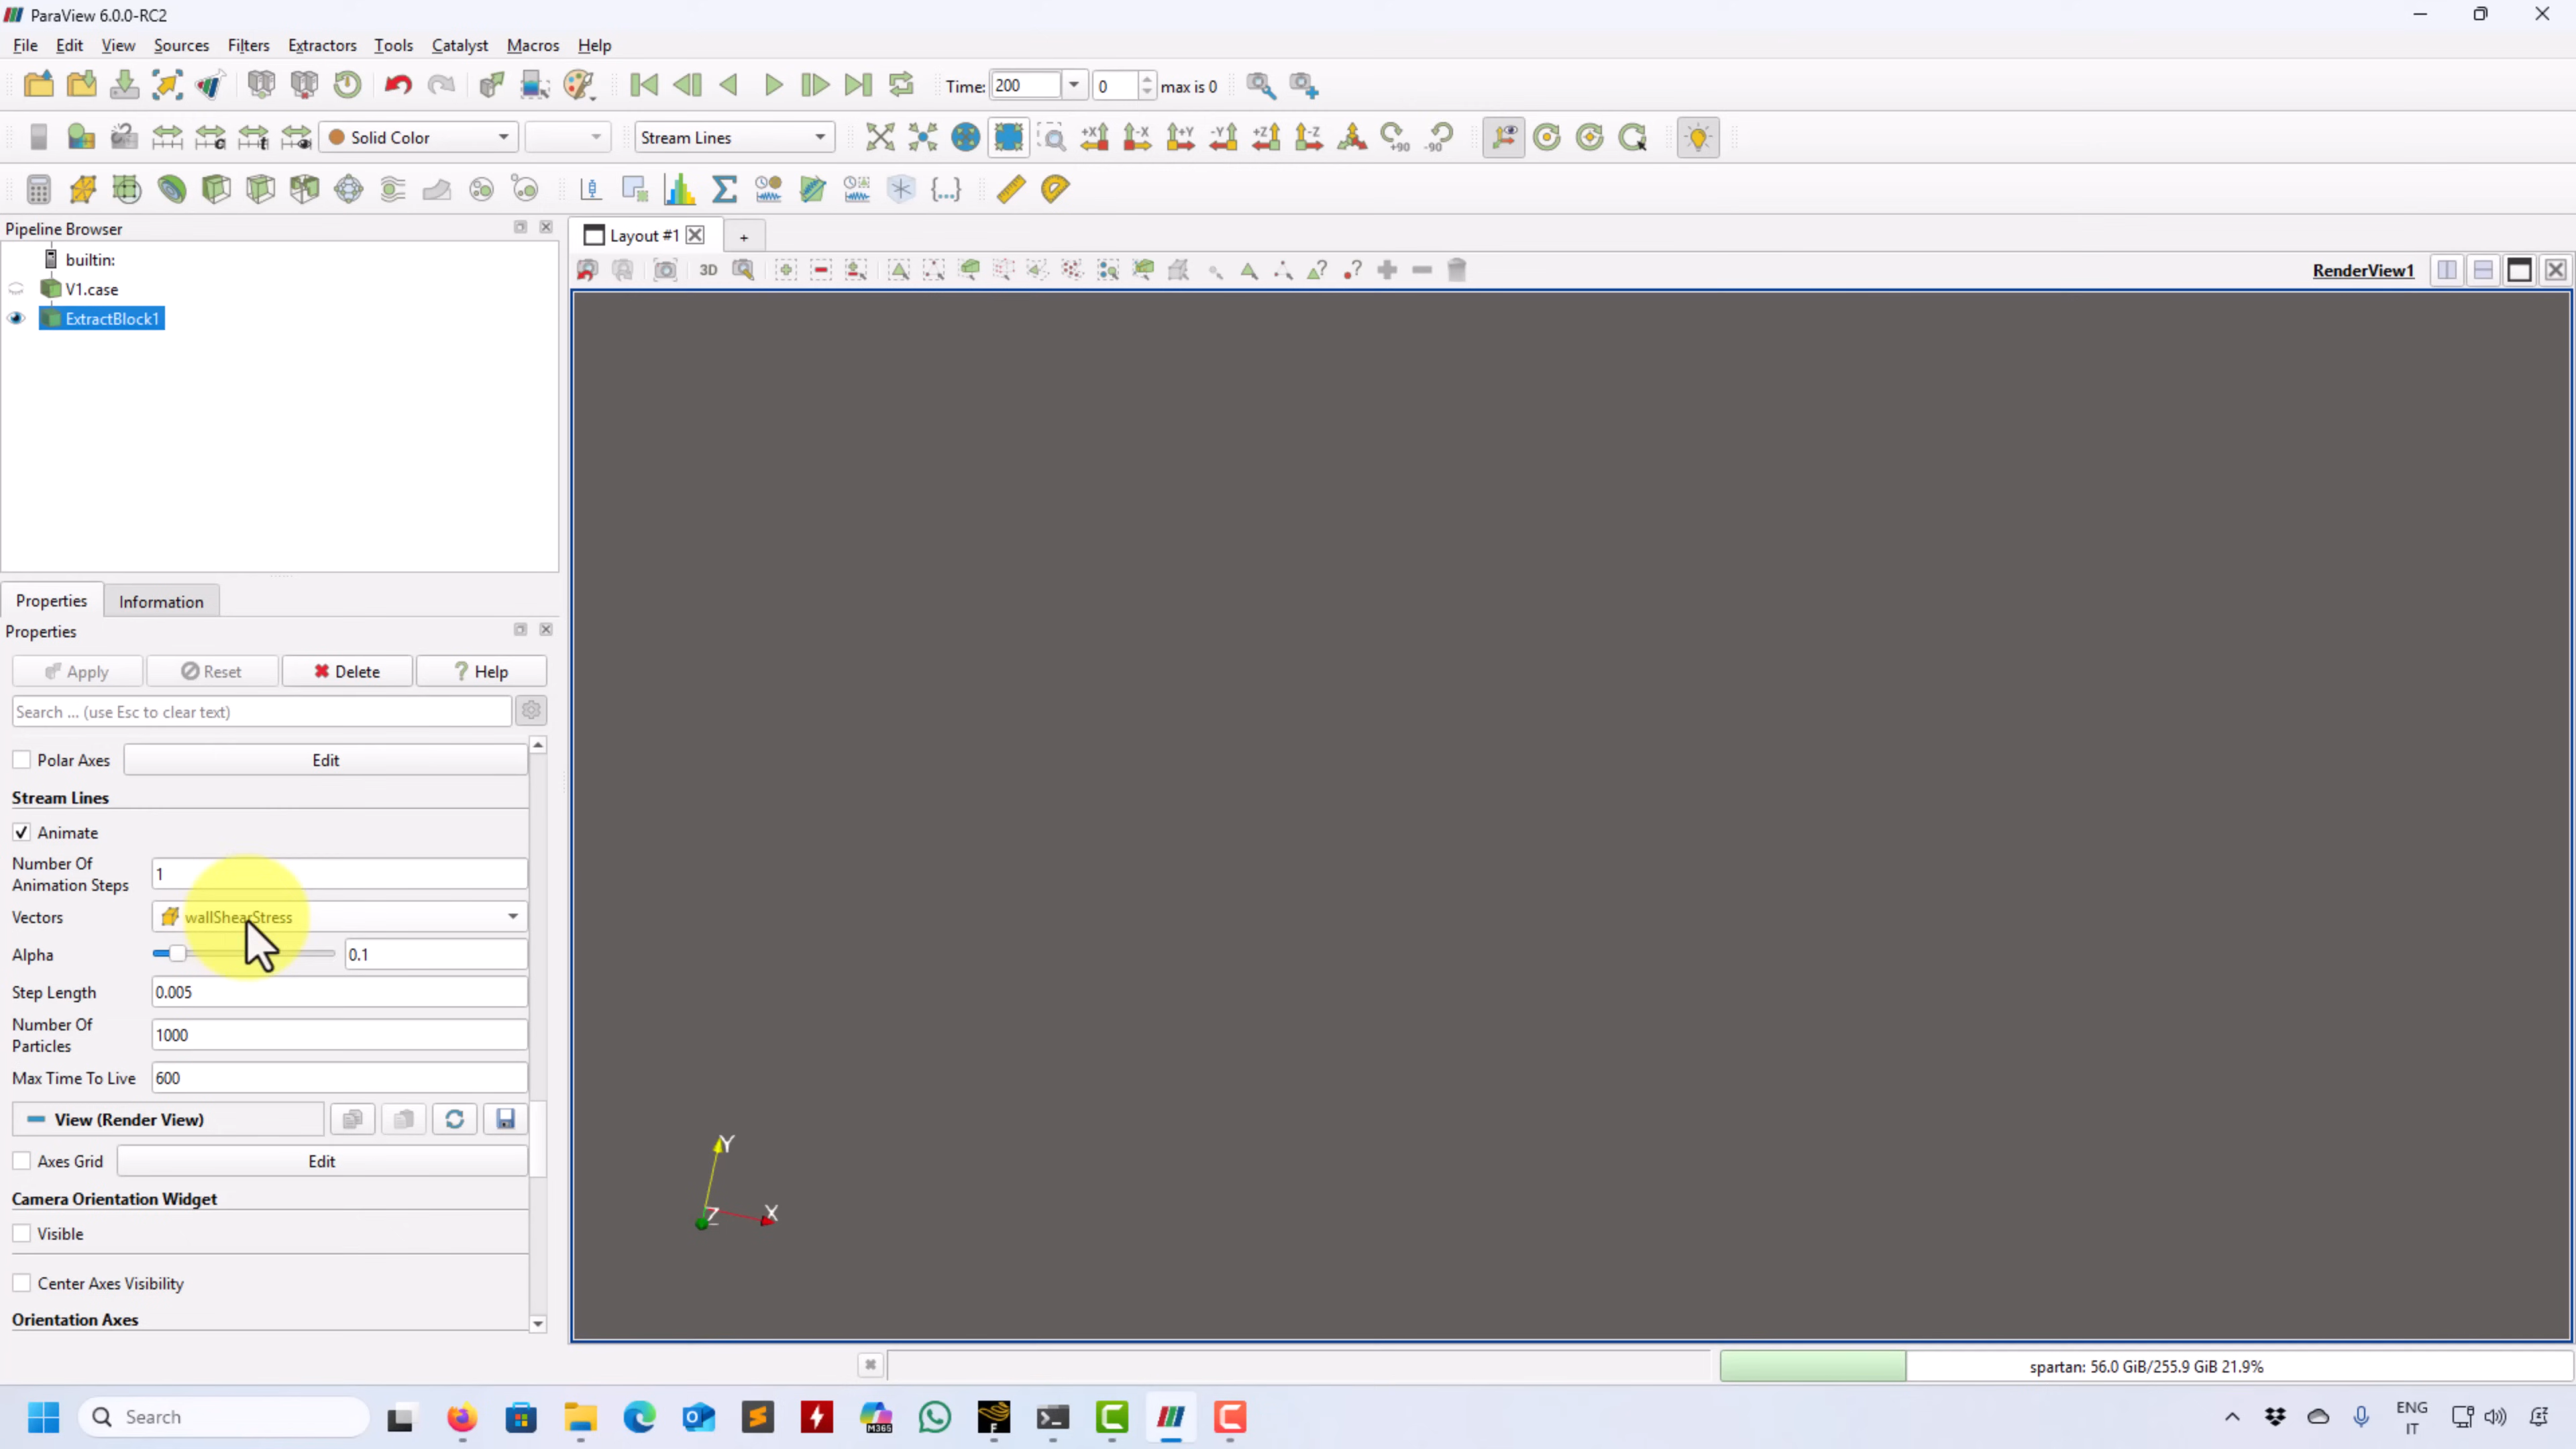 ParaView 6.0.0-RC2
File Edit View Sources Filters Extractors Tools Catalyst Macros Help
Time: 200 0 max is 0
Solid Color Stream Lines +X -X +Y -Y +Z -Z +90 -90
Pipeline Browser
Layout #1 +
builtin:
3D RenderView1
V1.case
ExtractBlock1
Properties Information
Properties
Apply Reset Delete Help
Search ... (use Esc to clear text)
Polar Axes Edit
Stream Lines
Animate
Number Of
Animation Steps 1
Vectors wallShearStress
Alpha 0.1
Step Length 0.005
Number Of
Particles 1000
Max Time To Live 600
View (Render View)
Axes Grid Edit
Camera Orientation Widget
Visible
Center Axes Visibility
Orientation Axes
Y
X
Z
spartan: 56.0 GiB/255.9 GiB 21.9%
Search M365 F ENG
IT